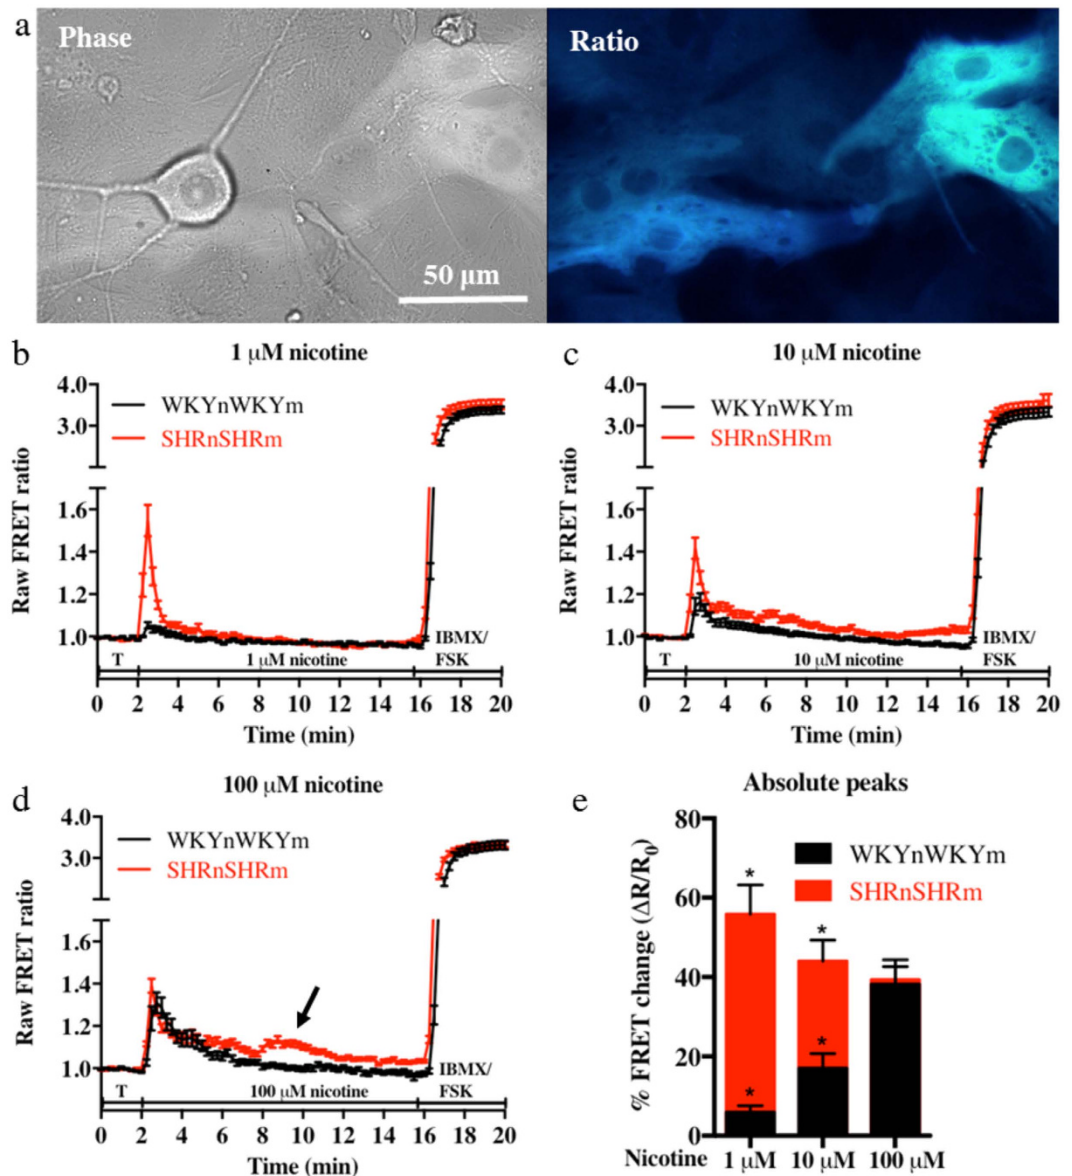 a
Phase
Ratio
50 μm
b
1 μM nicotine
Raw FRET ratio
4.0
3.0
1.6
1.4
1.2
1.0
WKYnWKYm
SHRnSHRm
T
1 μM nicotine
IBMX/
FSK
0 2 4 6 8 10 12 14 16 18 20
Time (min)
c
10 μM nicotine
Raw FRET ratio
4.0
3.0
1.6
1.4
1.2
1.0
WKYnWKYm
SHRnSHRm
T
10 μM nicotine
IBMX/
FSK
0 2 4 6 8 10 12 14 16 18 20
Time (min)
d
100 μM nicotine
Raw FRET ratio
4.0
3.0
1.6
1.4
1.2
1.0
WKYnWKYm
SHRnSHRm
T
100 μM nicotine
IBMX/
FSK
0 2 4 6 8 10 12 14 16 18 20
Time (min)
e
Absolute peaks
% FRET change (ΔR/R0)
80
60
40
20
0
WKYnWKYm
SHRnSHRm
*
*
*
*
Nicotine 1 μM 10 μM 100 μM